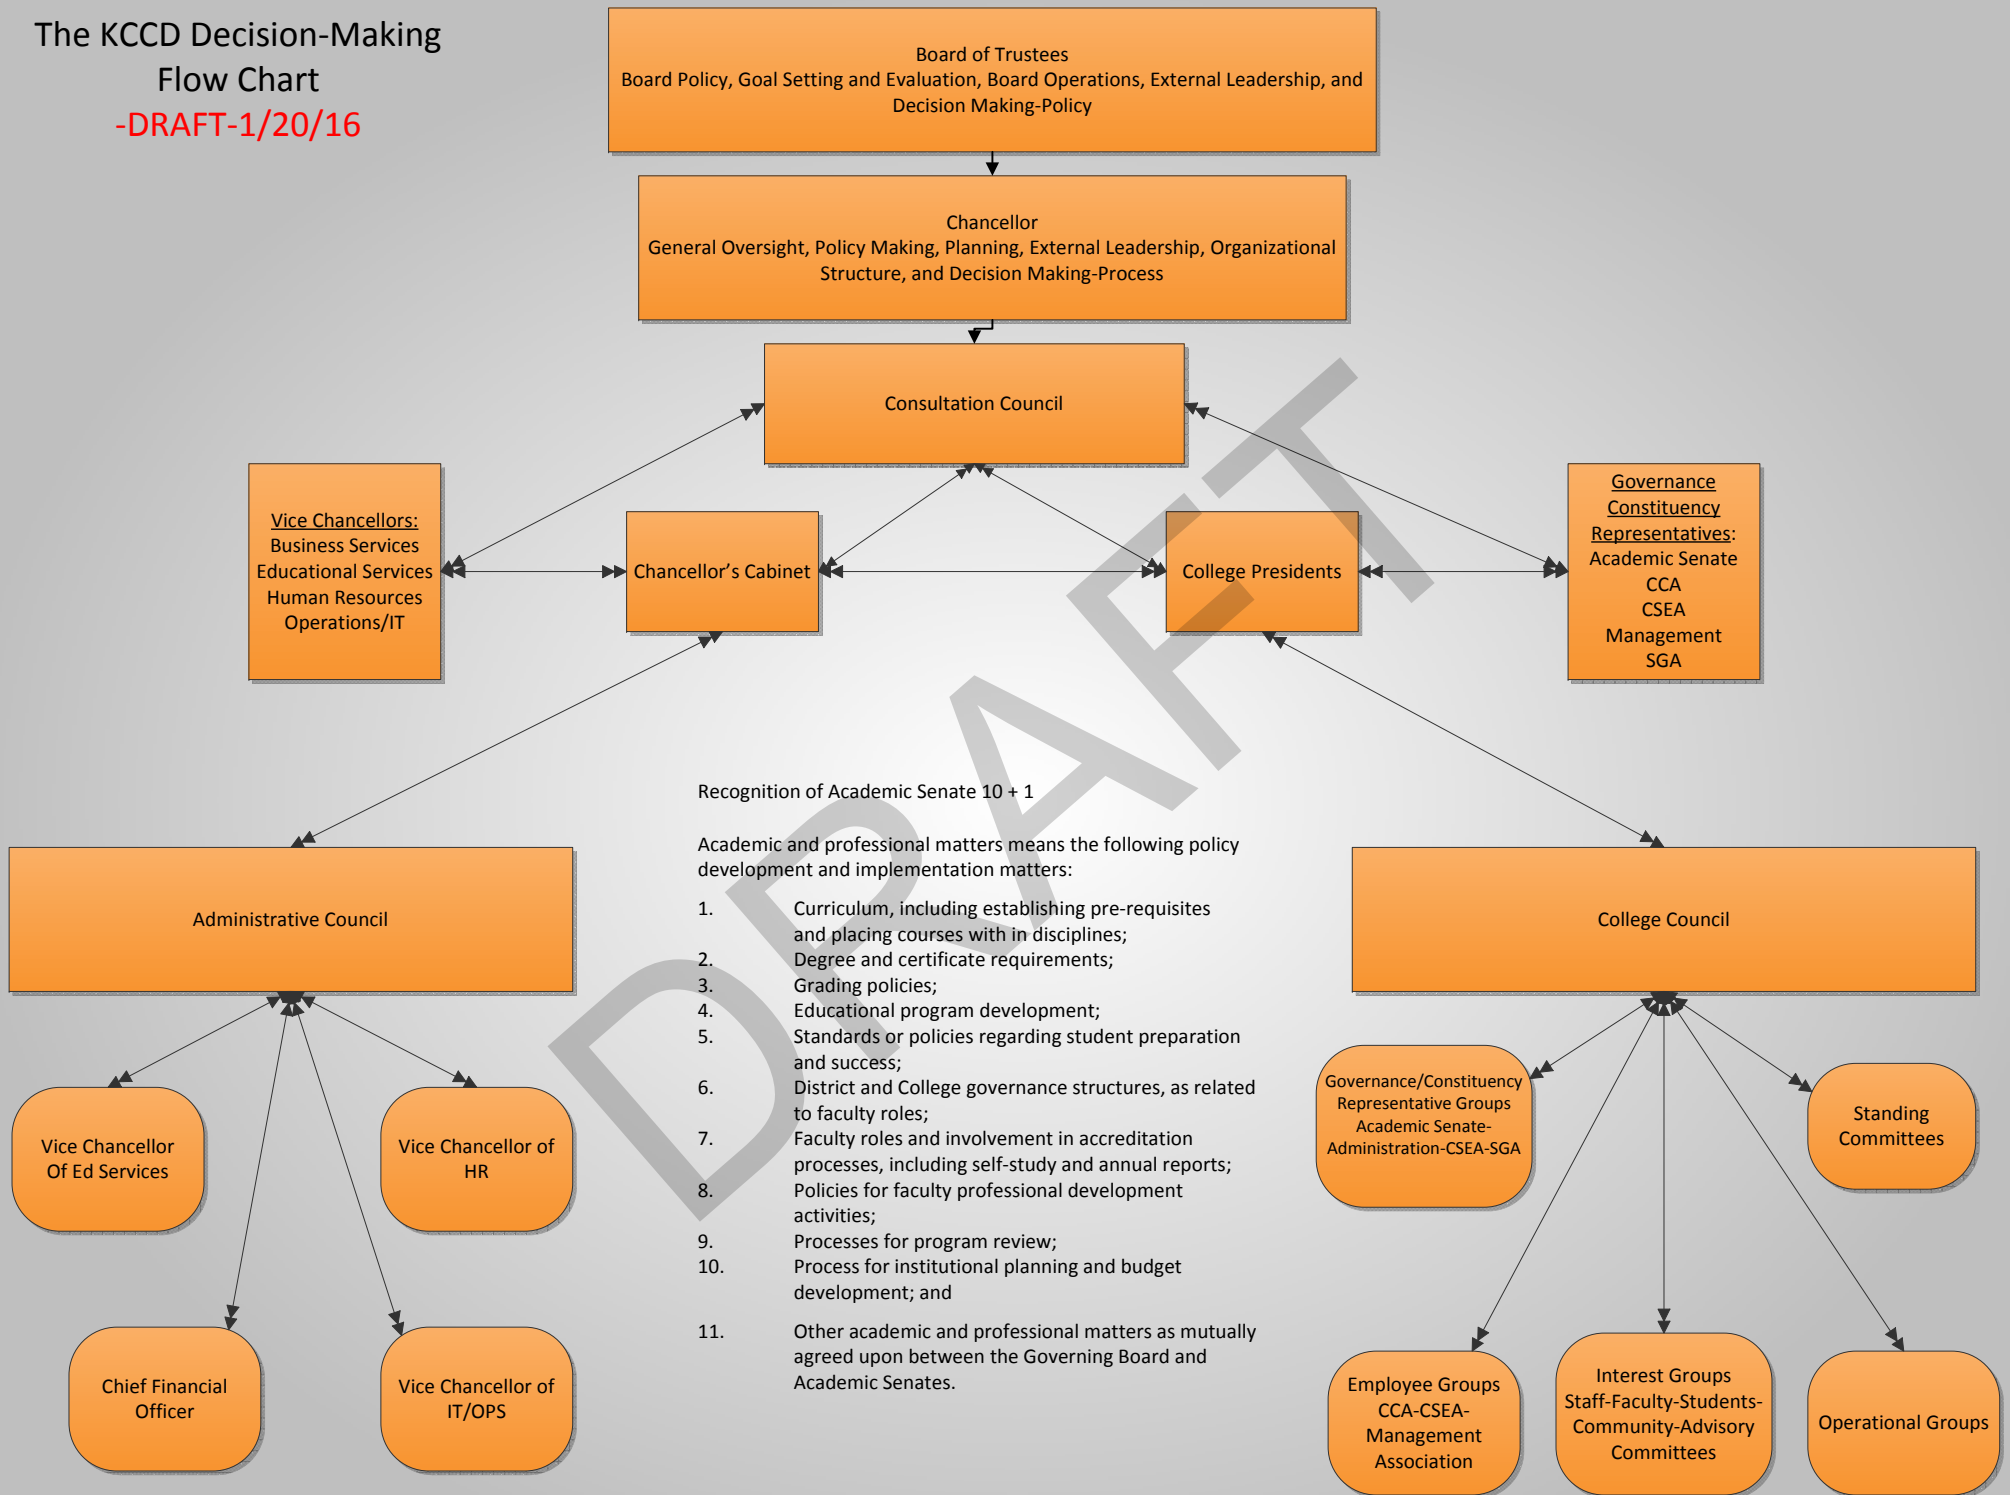 The KCCD Decision-Making
Flow Chart
-DRAFT-1/20/16
Board of Trustees
Board Policy, Goal Setting and Evaluation, Board Operations, External Leadership, and
Decision Making-Policy
Chancellor
General Oversight, Policy Making, Planning, External Leadership, Organizational
Structure, and Decision Making-Process
Consultation Council
Vice Chancellors:
Business Services
Educational Services
Human Resources
Operations/IT
Chancellor’s Cabinet
College Presidents
Governance
Constituency
Representatives:
Academic Senate
CCA
CSEA
Management
SGA
DRAFT
Recognition of Academic Senate 10 + 1
Academic and professional matters means the following policy
development and implementation matters:
1. Curriculum, including establishing pre-requisites
and placing courses with in disciplines;
2. Degree and certificate requirements;
3. Grading policies;
4. Educational program development;
5. Standards or policies regarding student preparation
and success;
6. District and College governance structures, as related
to faculty roles;
7. Faculty roles and involvement in accreditation
processes, including self-study and annual reports;
8. Policies for faculty professional development
activities;
9. Processes for program review;
10. Process for institutional planning and budget
development; and
11. Other academic and professional matters as mutually
agreed upon between the Governing Board and
Academic Senates.
Administrative Council
Vice Chancellor
Of Ed Services
Vice Chancellor of
HR
Chief Financial
Officer
Vice Chancellor of
IT/OPS
College Council
Governance/Constituency
Representative Groups
Academic Senate-
Administration-CSEA-SGA
Standing
Committees
Employee Groups
CCA-CSEA-
Management
Association
Interest Groups
Staff-Faculty-Students-
Community-Advisory
Committees
Operational Groups